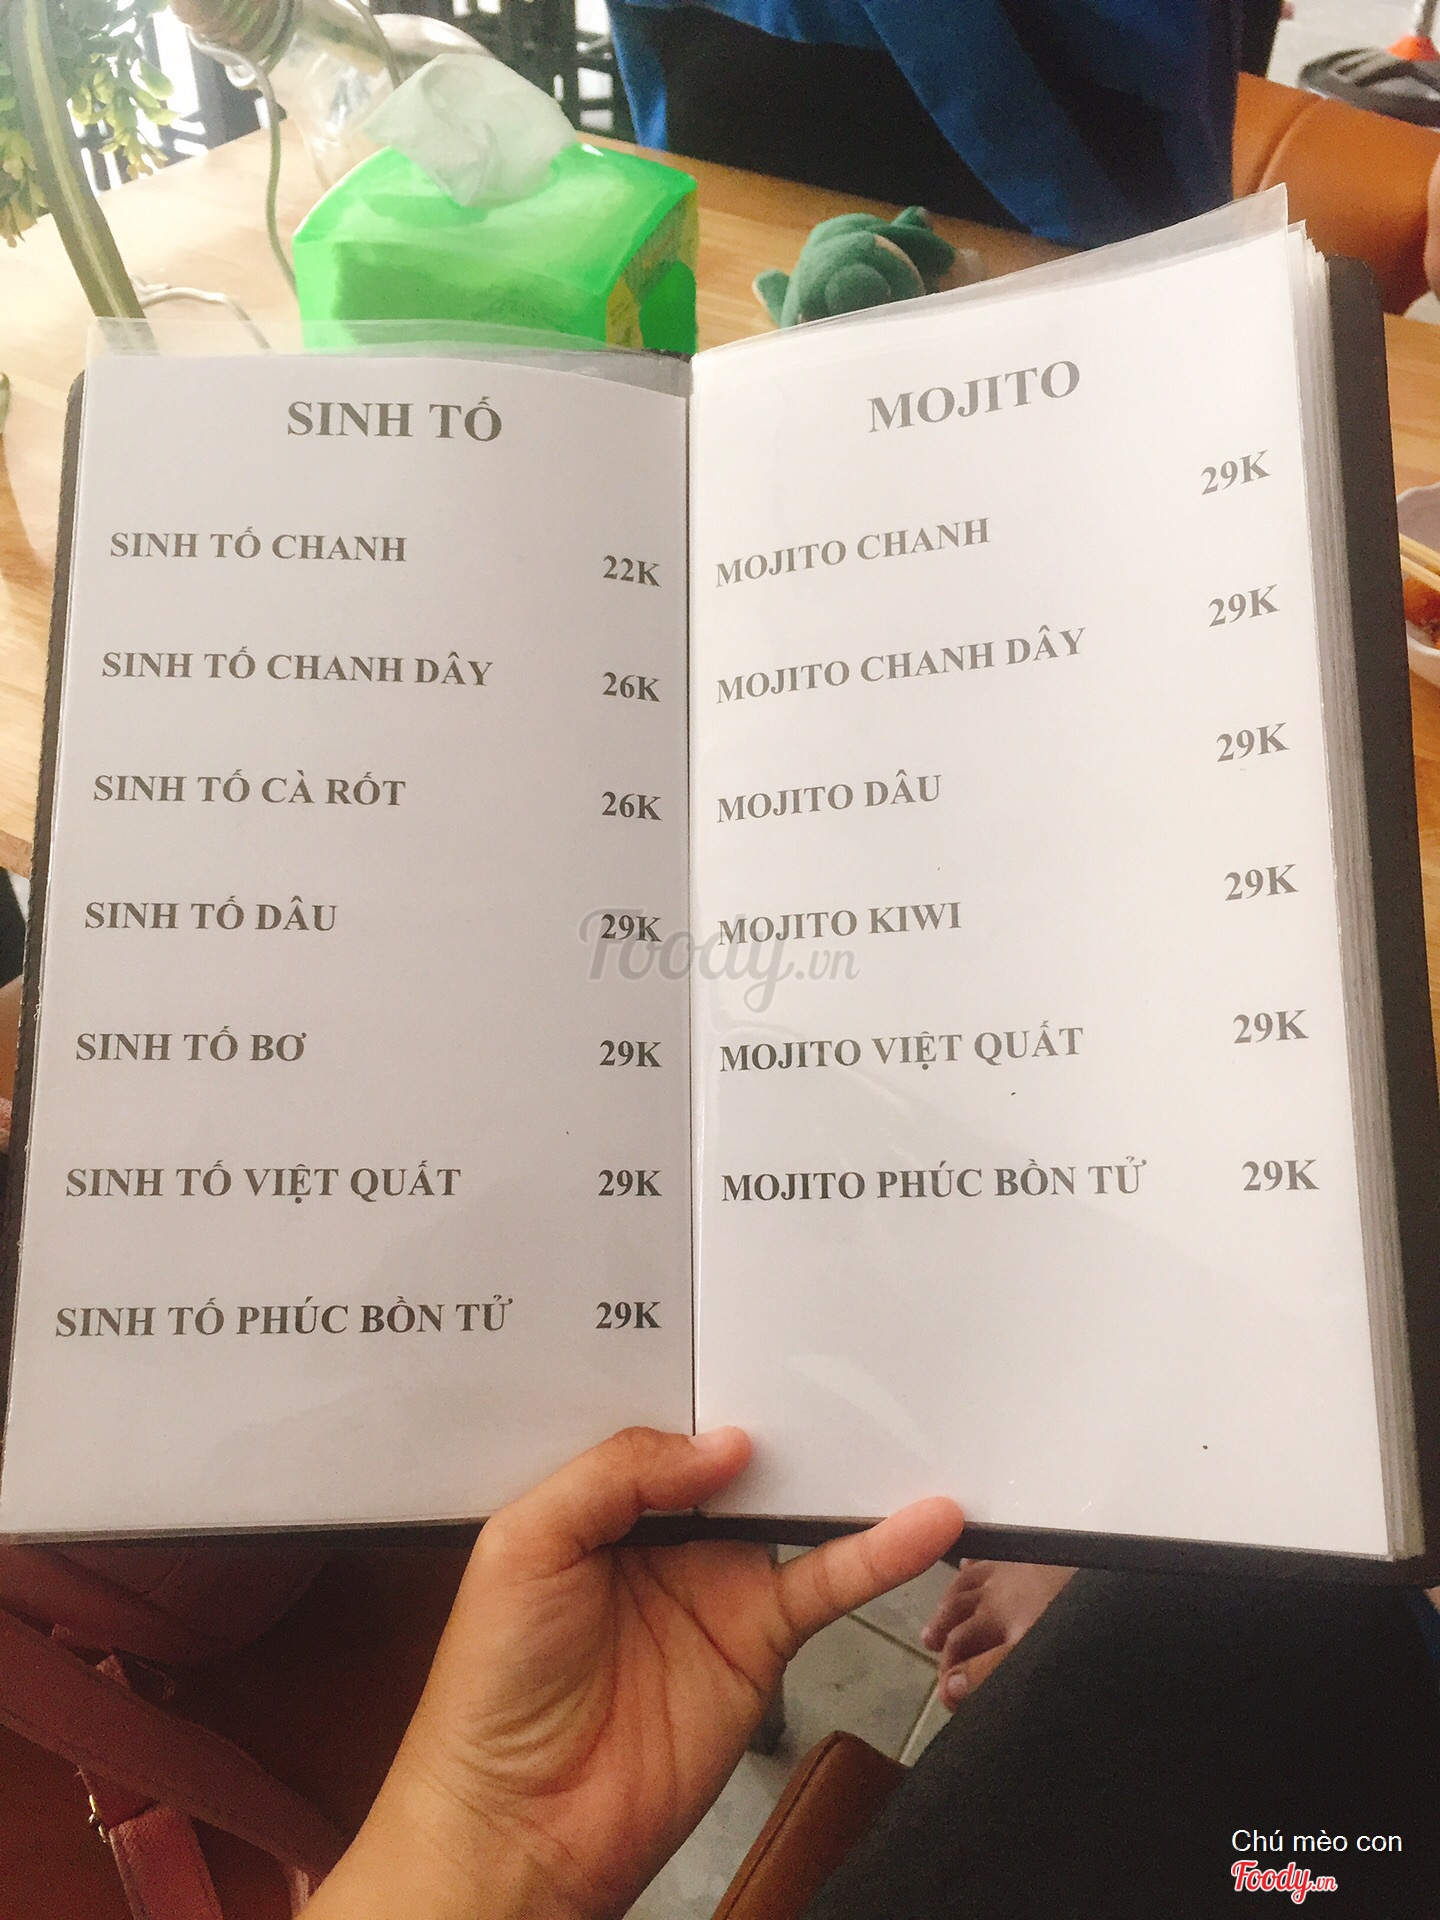 SINH TỐ
SINH TỐ CHANH 22K
SINH TỐ CHANH DÂY 26K
SINH TỐ CÀ RỐT 26K
SINH TỐ DÂU 29K
SINH TỐ BƠ 29K
SINH TỐ VIỆT QUẤT 29K
SINH TỐ PHÚC BỒN TỬ 29K
MOJITO
MOJITO CHANH 29K
MOJITO CHANH DÂY 29K
MOJITO DÂU 29K
MOJITO KIWI 29K
MOJITO VIỆT QUẤT 29K
MOJITO PHÚC BỒN TỬ 29K
Foody.vn
Chú mèo con
Foody.vn